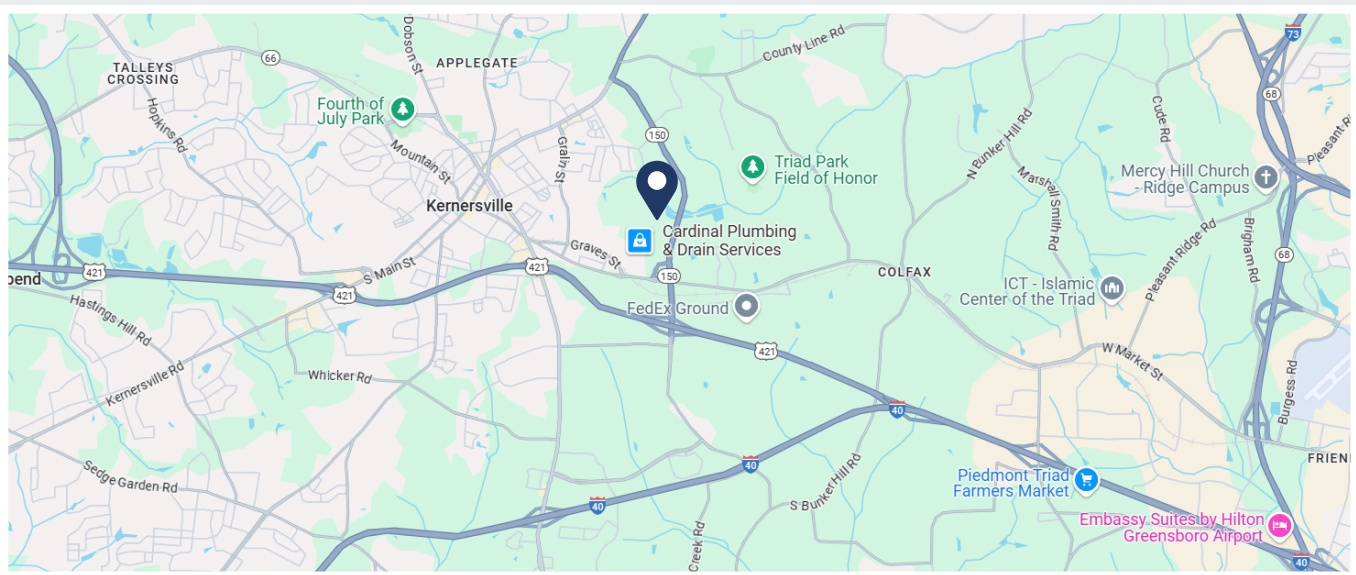 Dobson St
County Line Rd
73
66
APPLEGATE
TALLEYS
CROSSING
68
Hopkins Rd
Fourth of
July Park
Cude Rd
N Bunker Hill Rd
150
Grain St
Mountain St
Triad Park
Field of Honor
Marshall Smith Rd
Mercy Hill Church
- Ridge Campus
Pleasant R
Kernersville
Cardinal Plumbing
& Drain Services
Graves St
Pleasant Ridge Rd
Brigham Rd
68
421
421
S Main St
150
COLFAX
pend
ICT - Islamic
Center of the Triad
421
Hastings Hill Rd
FedEx Ground
421
W Market St
Kernersville Rd
Whicker Rd
Burgess Rd
40
40
FRIEN
Sedge Garden Rd
S Bunker Hill Rd
Piedmont Triad
Farmers Market
40
Creek Rd
Embassy Suites by Hilton
Greensboro Airport
40